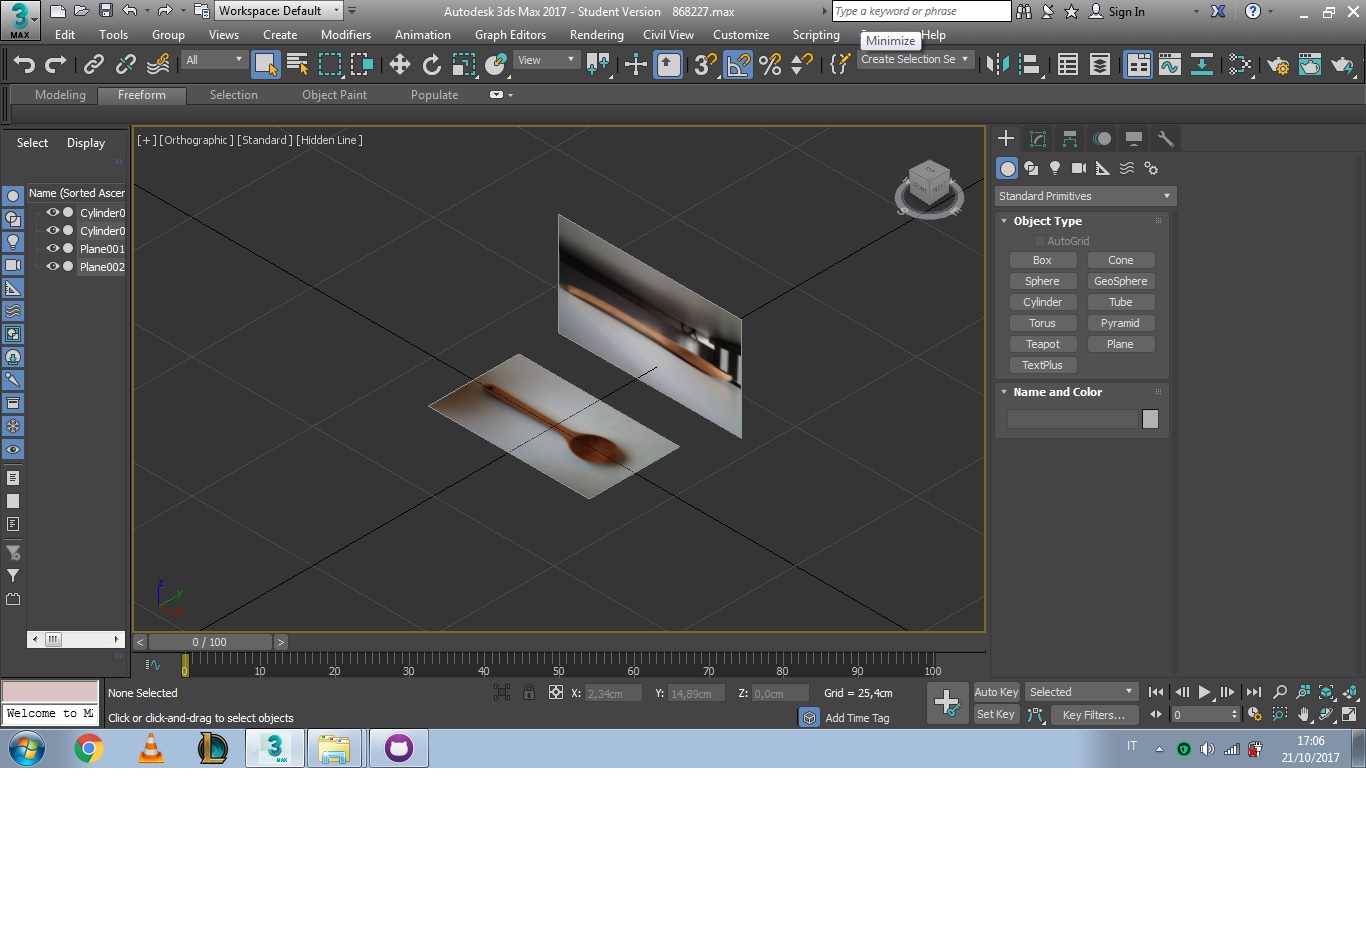 Workspace: Default
Autodesk 3ds Max 2017 - Student Version 868227.max
Type a keyword or phrase
Sign In
3
MAX
Edit Tools Group Views Create Modifiers Animation Graph Editors Rendering Civil View Customize Scripting Help
Minimize
All
View
Create Selection Se
Modeling Freeform Selection Object Paint Populate
Select Display
[+] [Orthographic ] [Standard ] [Hidden Line ]
Name (Sorted Ascer
Cylinder0
Cylinder0
Plane001
Plane002
Standard Primitives
Object Type
AutoGrid
Box Cone
Sphere GeoSphere
Cylinder Tube
Torus Pyramid
Teapot Plane
TextPlus
Name and Color
z
y
x
< 0 / 100 >
0 10 20 30 40 50 60 70 80 90 100
None Selected
X: 2,34cm Y: 14,89cm Z: 0,0cm Grid = 25,4cm
Auto Key Selected
Welcome to M
Click or click-and-drag to select objects
Add Time Tag
Set Key Key Filters...
0
3
MAX
IT
17:06
21/10/2017